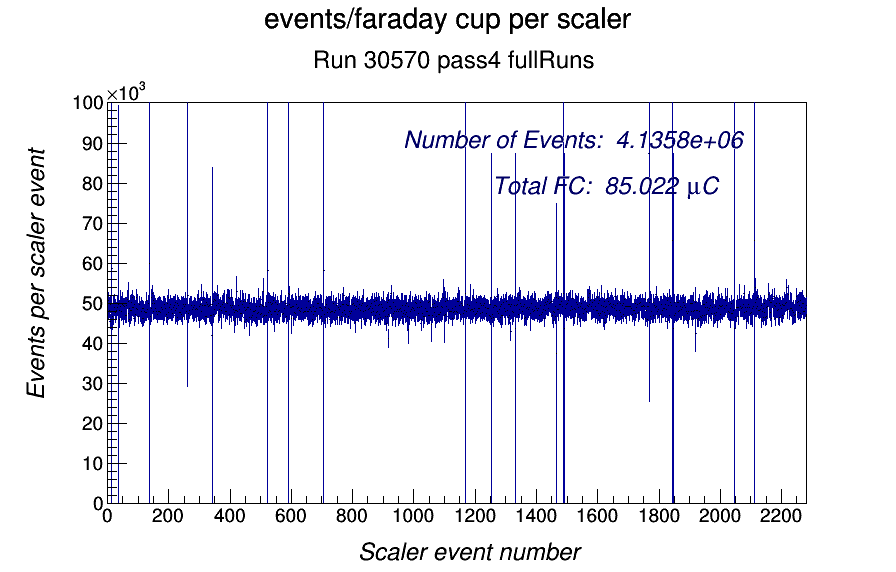 events/faraday cup per scaler
Run 30570 pass4 fullRuns
×10³
100
90
80
70
60
50
40
30
20
10
0
Events per scaler event
Number of Events: 4.1358e+06
Total FC: 85.022 μC
0 200 400 600 800 1000 1200 1400 1600 1800 2000 2200
Scaler event number